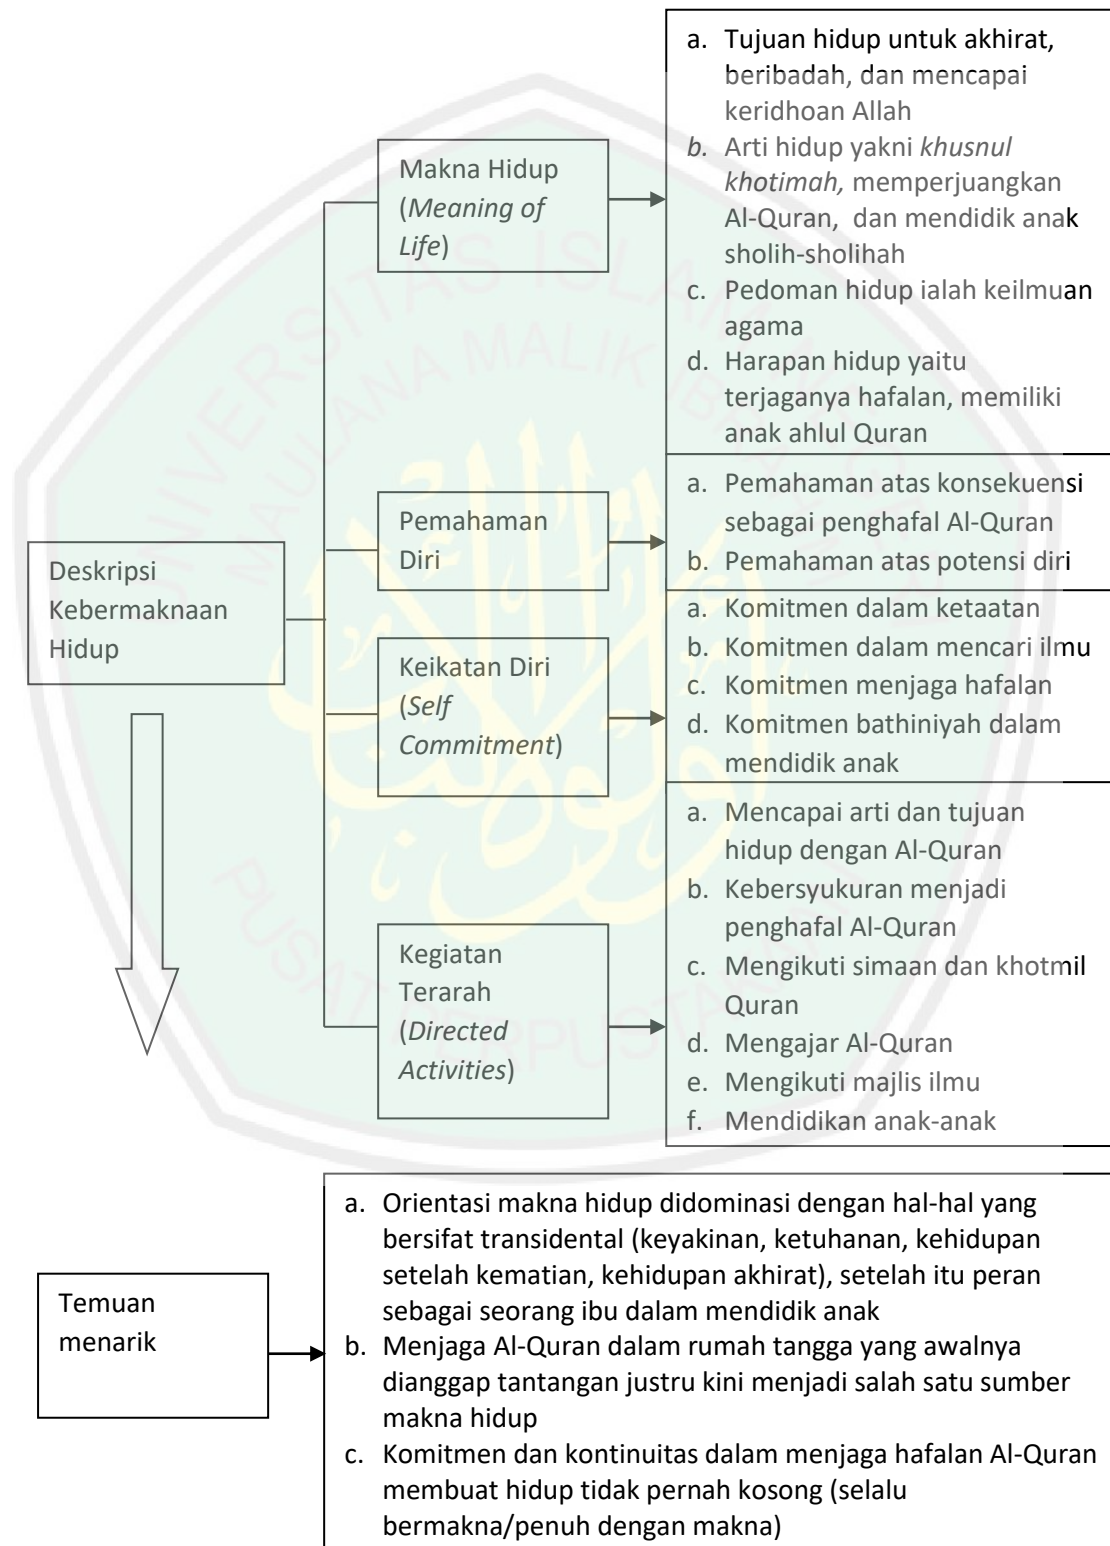 a. Tujuan hidup untuk akhirat,
beribadah, dan mencapai
keridhoan Allah
b. Arti hidup yakni khusnul
khotimah, memperjuangkan
Al-Quran, dan mendidik anak
sholih-sholihah
c. Pedoman hidup ialah keilmuan
agama
d. Harapan hidup yaitu
terjaganya hafalan, memiliki
anak ahlul Quran
Makna Hidup
(Meaning of
Life)
Pemahaman
Diri
a. Pemahaman atas konsekuensi
sebagai penghafal Al-Quran
b. Pemahaman atas potensi diri
Deskripsi
Kebermaknaan
Hidup
Keikatan Diri
(Self
Commitment)
a. Komitmen dalam ketaatan
b. Komitmen dalam mencari ilmu
c. Komitmen menjaga hafalan
d. Komitmen bathiniyah dalam
mendidik anak
Kegiatan
Terarah
(Directed
Activities)
a. Mencapai arti dan tujuan
hidup dengan Al-Quran
b. Kebersyukuran menjadi
penghafal Al-Quran
c. Mengikuti simaan dan khotmil
Quran
d. Mengajar Al-Quran
e. Mengikuti majlis ilmu
f. Mendidikan anak-anak
Temuan
menarik
a. Orientasi makna hidup didominasi dengan hal-hal yang
bersifat transidental (keyakinan, ketuhanan, kehidupan
setelah kematian, kehidupan akhirat), setelah itu peran
sebagai seorang ibu dalam mendidik anak
b. Menjaga Al-Quran dalam rumah tangga yang awalnya
dianggap tantangan justru kini menjadi salah satu sumber
makna hidup
c. Komitmen dan kontinuitas dalam menjaga hafalan Al-Quran
membuat hidup tidak pernah kosong (selalu
bermakna/penuh dengan makna)